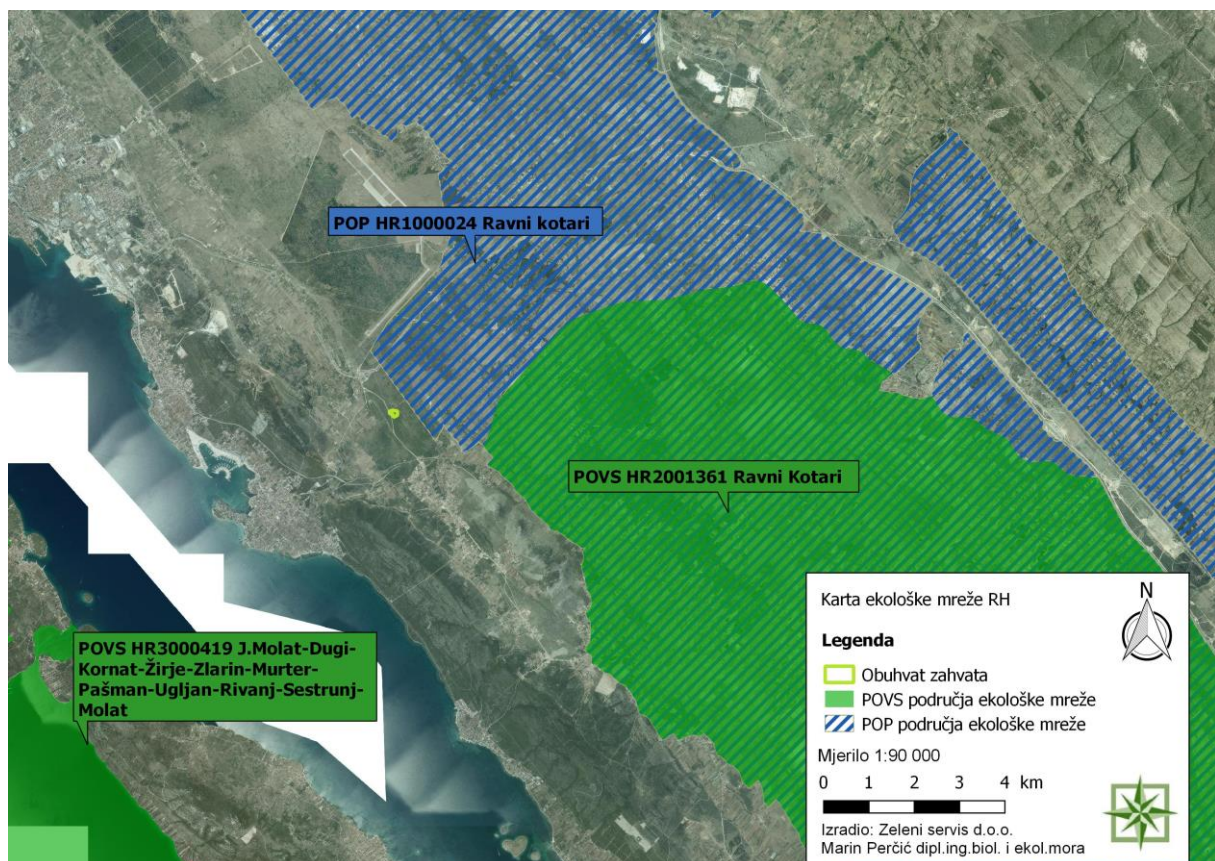 POP HR1000024 Ravni kotari
POVS HR2001361 Ravni Kotari
POVS HR3000419 J.Molat-Dugi-
Kornat-Žirje-Zlarin-Murter-
Pašman-Ugljan-Rivanj-Sestrunj-
Molat
Karta ekološke mreže RH
N
Legenda
Obuhvat zahvata
POVS područja ekološke mreže
POP područja ekološke mreže
Mjerilo 1:90 000
0 1 2 3 4 km
Izradio: Zeleni servis d.o.o.
Marin Perčić dipl.ing.biol. i ekol.mora